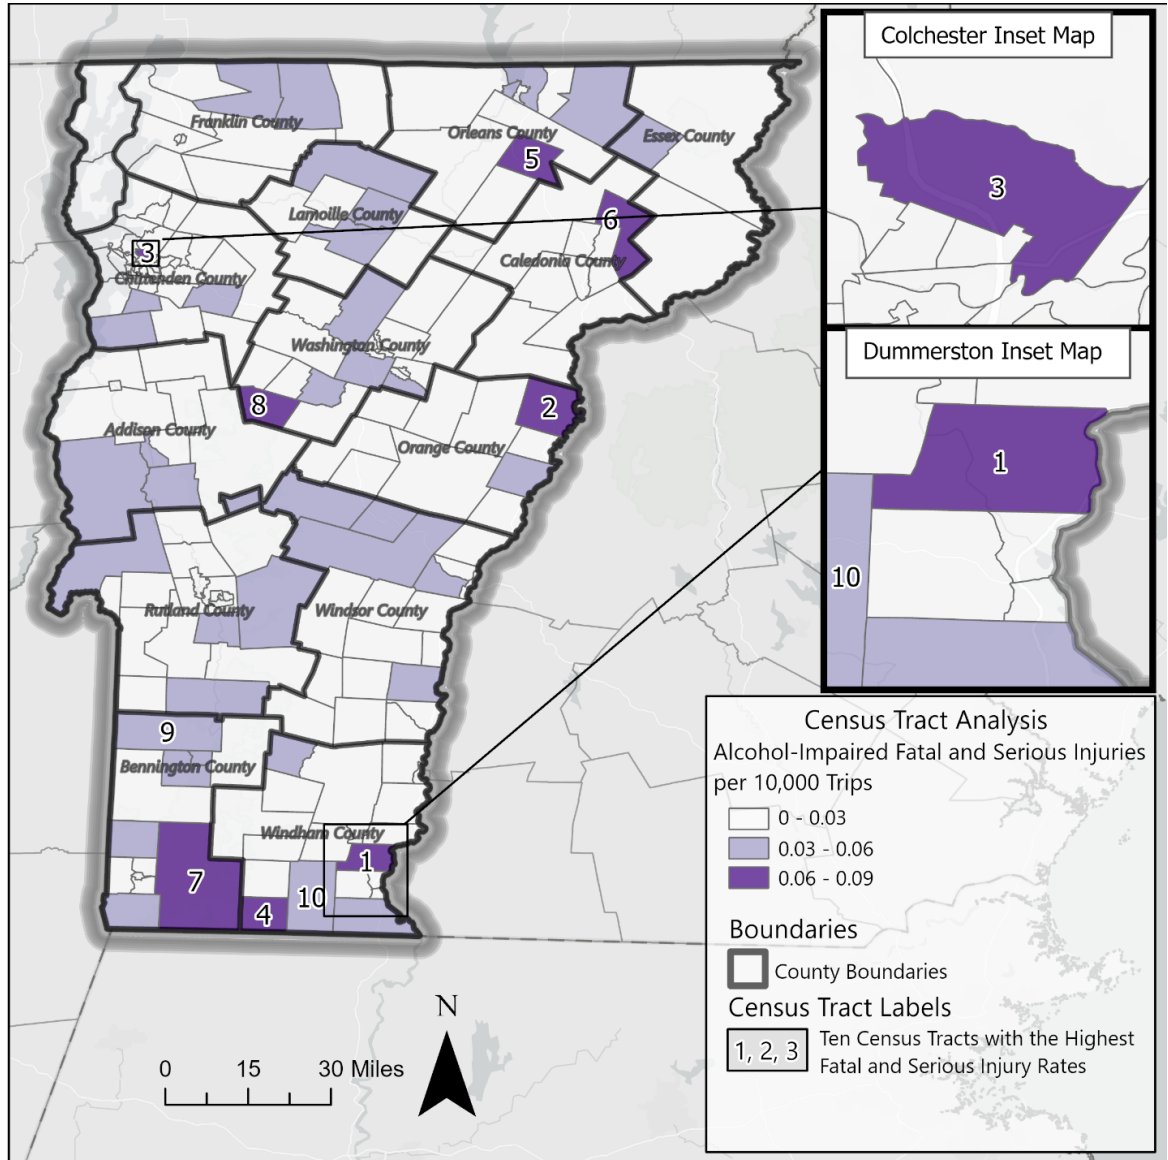 Colchester Inset Map
3
Dummerston Inset Map
1
10
Franklin County
Orleans County
Essex County
5
Lamoille County
6
3
Caledonia County
Chittenden County
Washington County
8
2
Addison County
Orange County
Rutland County
Windsor County
9
Bennington County
Windham County
1
7
10
4
N
0 15 30 Miles
Census Tract Analysis
Alcohol-Impaired Fatal and Serious Injuries
per 10,000 Trips
0 - 0.03
0.03 - 0.06
0.06 - 0.09
Boundaries
County Boundaries
Census Tract Labels
1, 2, 3
Ten Census Tracts with the Highest
Fatal and Serious Injury Rates